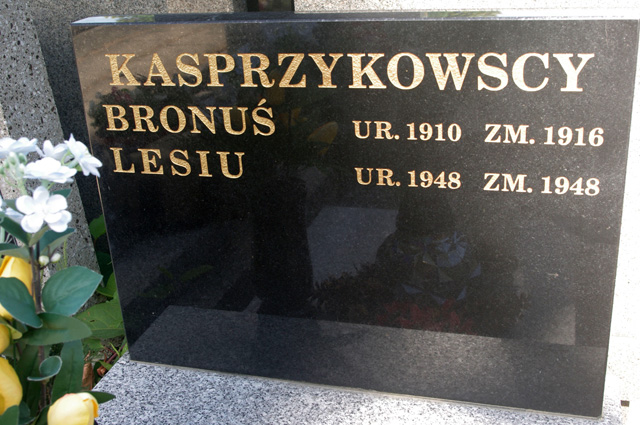 KASPRZYKOWSCY
BRONUŚ UR. 1910 ZM. 1916
LESIU UR. 1948 ZM. 1948